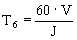 T₆ = 60 · V / J